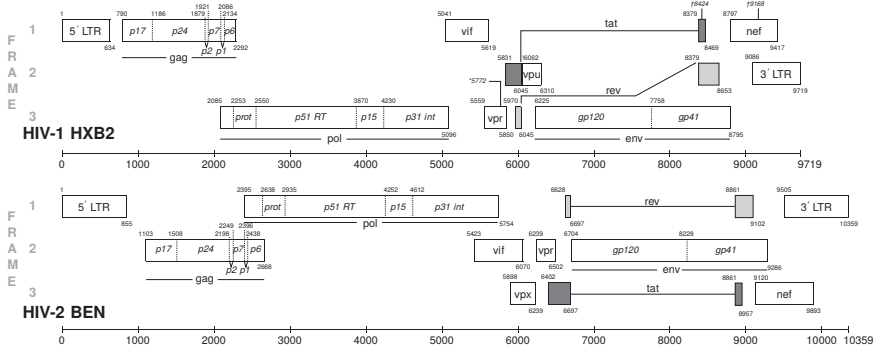 1921 2086 †8424 †9168
1 790 1186 1879 2134 5041 8379 8797
1 5´ LTR p17 p24 p7 p6 vif tat nef
634 p2 p1 2292 5619 8469 9417
gag
5831 †6062 8379 9086
2 vpu 3´ LTR
*5772 6045 6310 rev 8653 9719
2085 2253 2550 3870 4230 5559 5970 6225 7758
3 prot p51 RT p15 p31 int vpr gp120 gp41
5096 5850 6045 8795
pol env
FRAME
HIV-1 HXB2
0 1000 2000 3000 4000 5000 6000 7000 8000 9000 9719
1 2395 2638 2935 4252 4612 6628 8861 9505
1 5´ LTR prot p51 RT p15 p31 int rev 3´ LTR
855 5754 6697 9102 10359
pol
2249 2396
1103 1508 2198 2438 5423 6239 6704 8228
2 p17 p24 p7 p6 vif vpr gp120 gp41
p2 p1 2668 6070 6502 9286
gag env
5898 6402 8861 9120
3 vpx tat nef
6239 6697 8957 9893
FRAME
HIV-2 BEN
0 1000 2000 3000 4000 5000 6000 7000 8000 9000 10000 10359